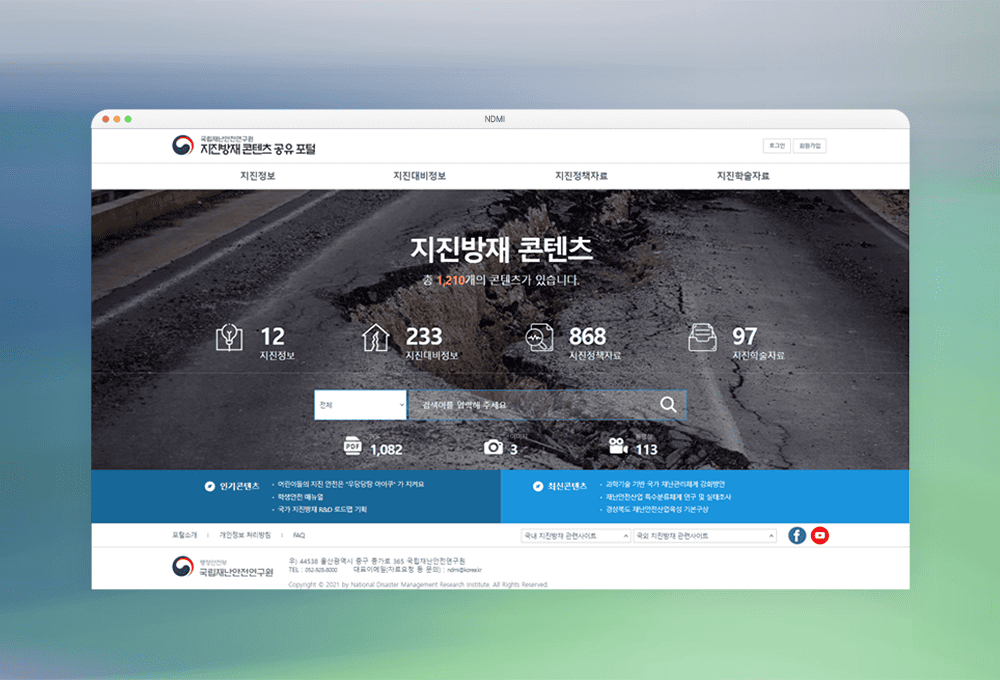 NDMI
국립재난안전연구원
지진방재 콘텐츠 공유 포털
로그인 회원가입
지진정보 지진대비정보 지진정책자료 지진학술자료
지진방재 콘텐츠
총 1,210개의 콘텐츠가 있습니다.
12 233 868 97
지진정보 지진대비정보 지진정책자료 지진학술자료
전체 검색어를 입력해 주세요
PDF 1,082 이미지 3 113
인기콘텐츠
· 어린이들의 지진 안전은 "우당당탕 아이쿠" 가 지켜요
· 학생안전 매뉴얼
· 국가 지진방재 R&D 로드맵 기획
최신콘텐츠
· 과학기술 기반 국가 재난관리체계 강화방안
· 재난안전산업 특수분류체계 연구 및 실태조사
· 경상북도 재난안전산업육성 기본구상
포털소개 개인정보 처리방침 FAQ
국내 지진방재 관련사이트 국외 지진방재 관련사이트
행정안전부
국립재난안전연구원
우) 44538 울산광역시 중구 종가로 365 국립재난안전연구원
TEL : 052-928-8000 대표이메일(자료요청 등 문의) : ndmi@korea.kr
Copyright © 2021 by National Disaster Management Research Institute. All Rights Reserved.